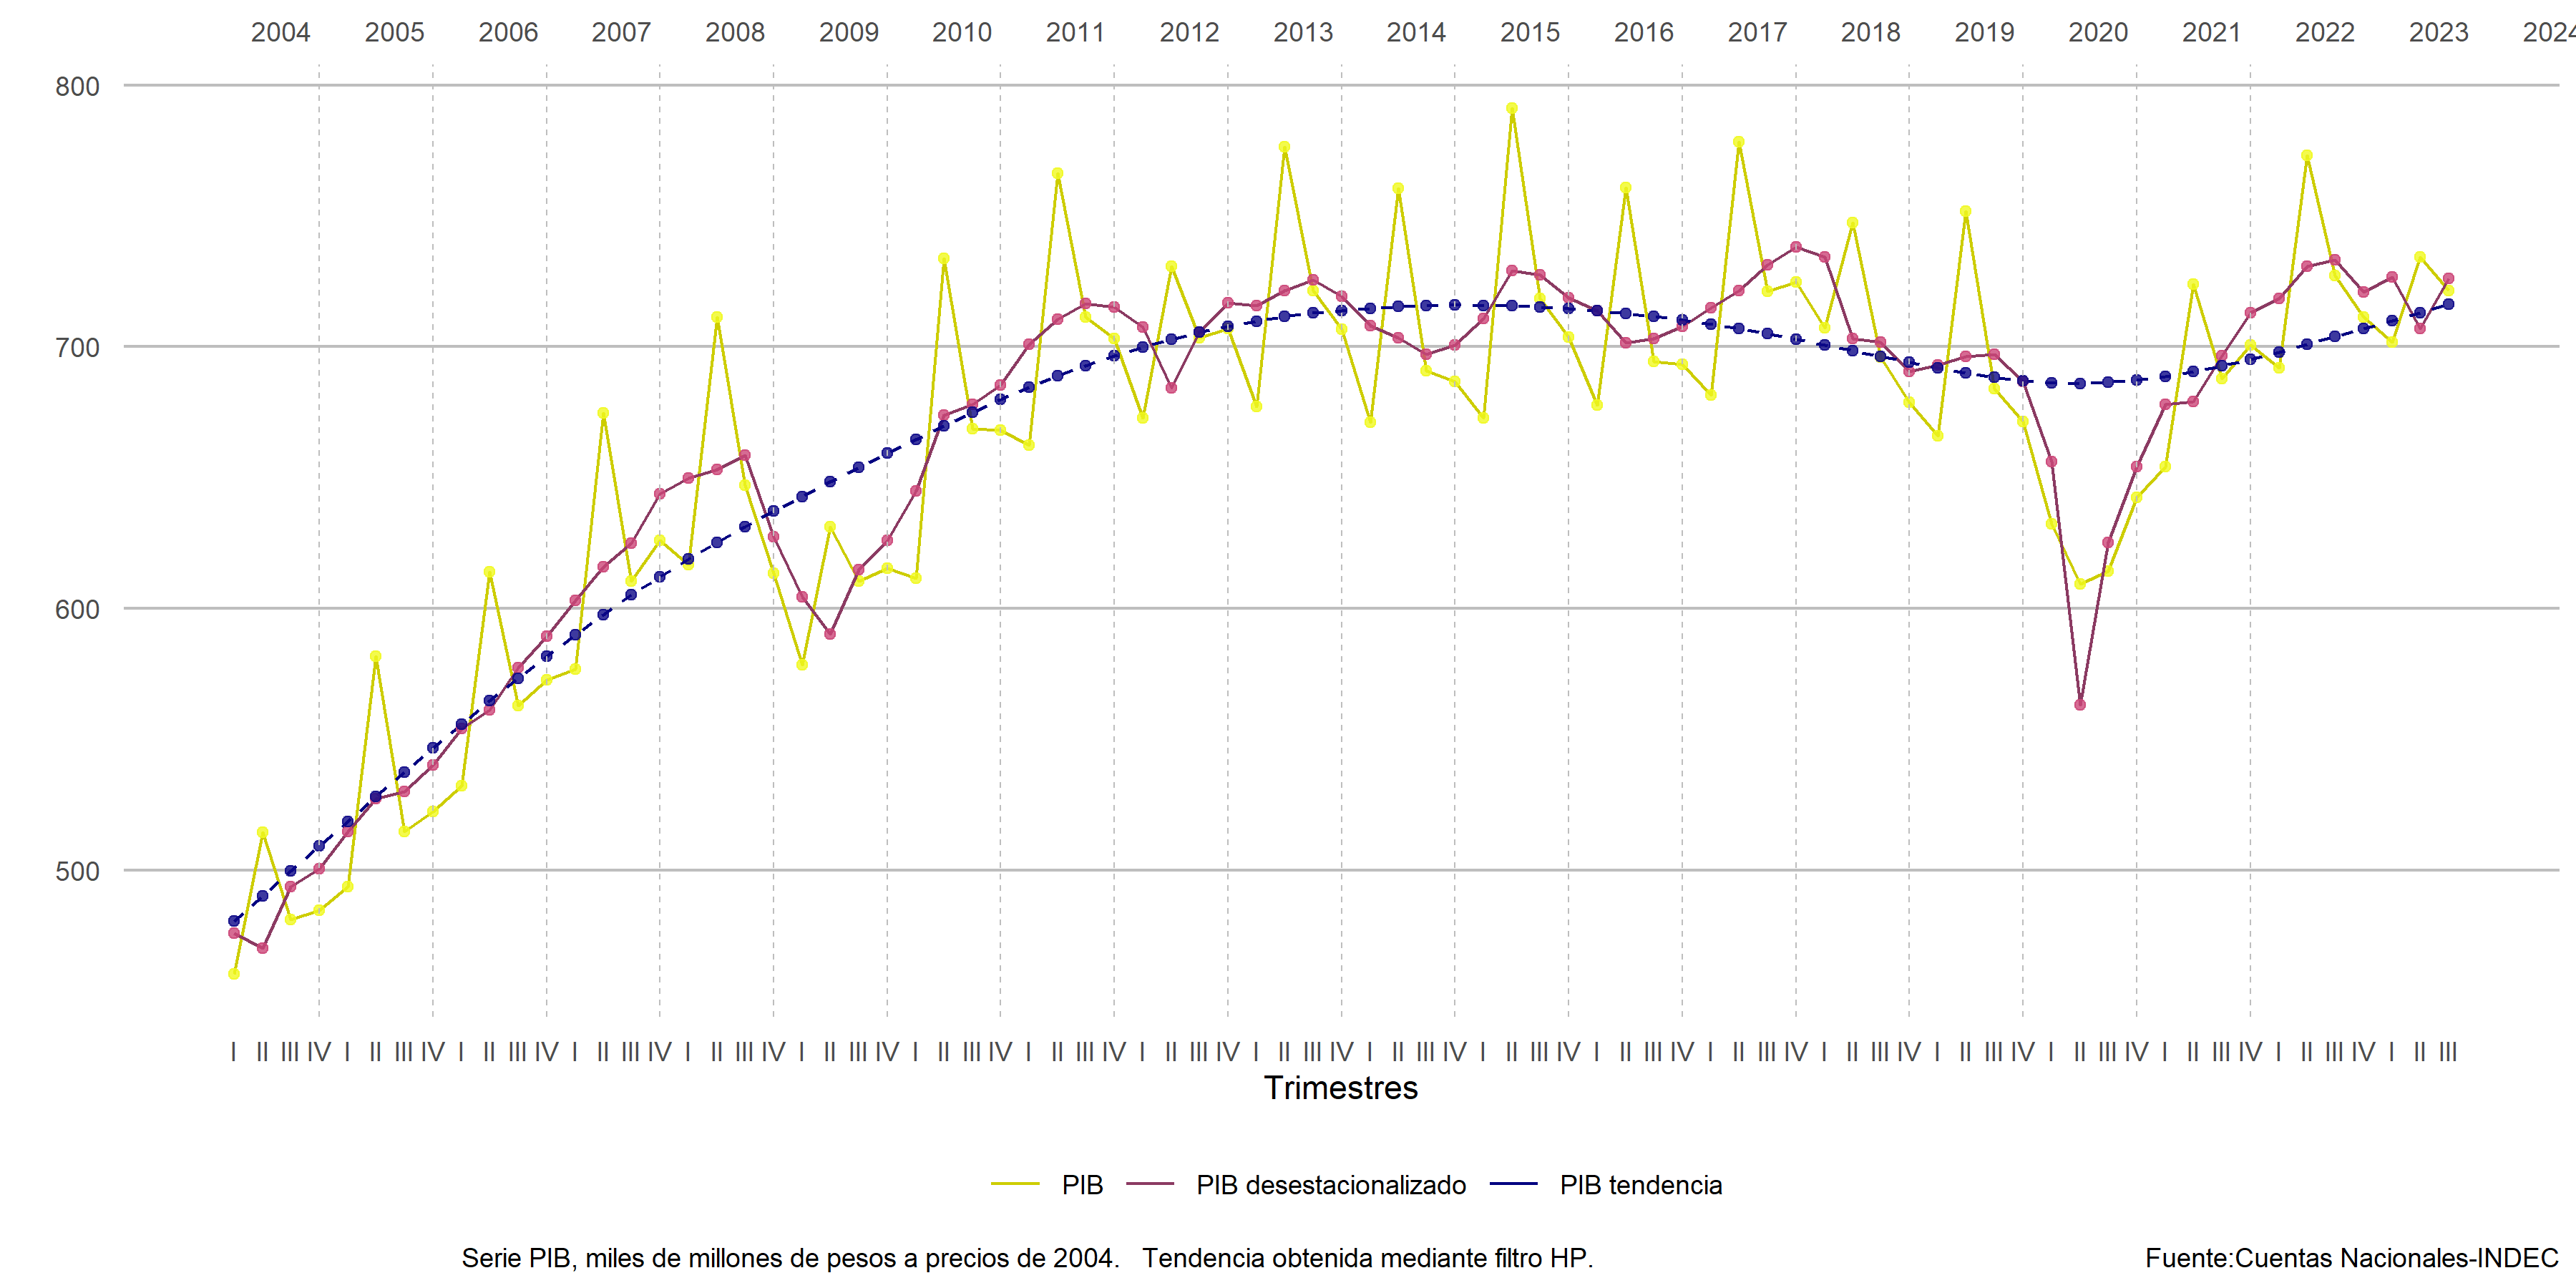 2004 2005 2006 2007 2008 2009 2010 2011 2012 2013 2014 2015 2016 2017 2018 2019 2020 2021 2022 2023 2024
800
700
600
500
I II III IV I II III IV I II III IV I II III IV I II III IV I II III IV I II III IV I II III IV I II III IV I II III IV I II III IV I II III IV I II III IV I II III IV I II III IV I II III IV I II III IV I II III IV I II III IV I II III
Trimestres
PIB PIB desestacionalizado PIB tendencia
Serie PIB, miles de millones de pesos a precios de 2004. Tendencia obtenida mediante filtro HP. Fuente:Cuentas Nacionales-INDEC